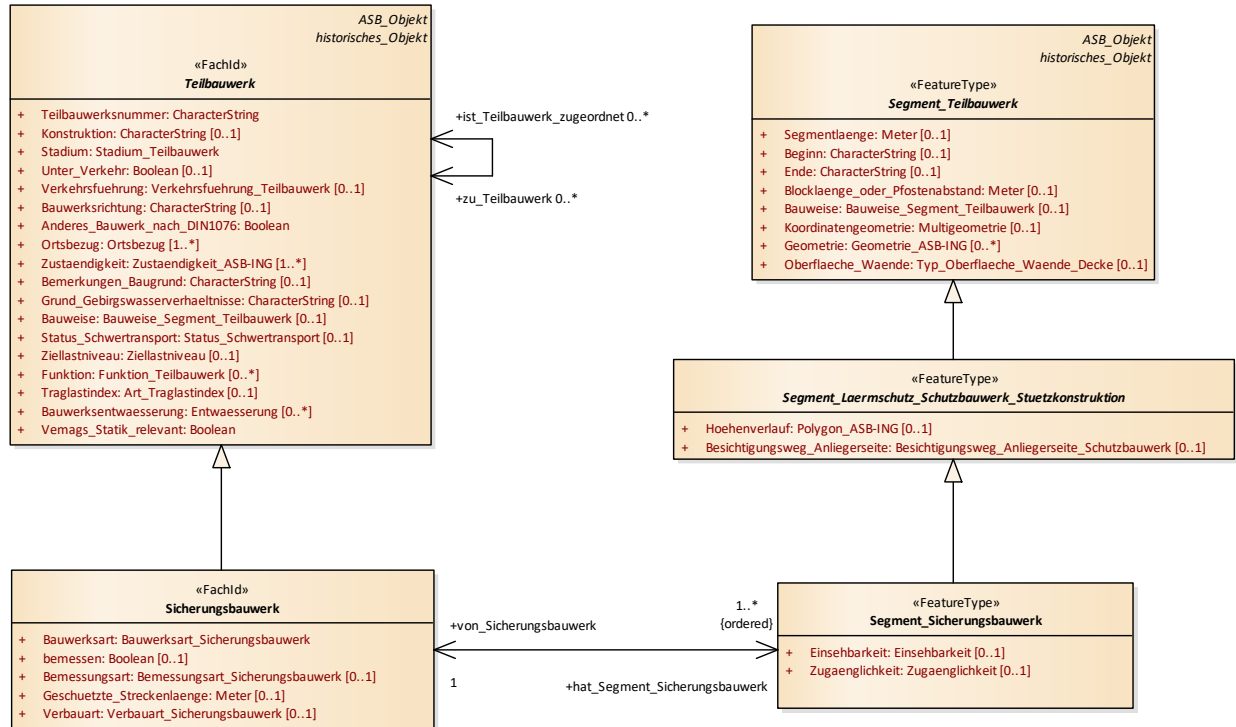 ASB_Objekt
historisches_Objekt
«FachId»
Teilbauwerk
+ Teilbauwerksnummer: CharacterString
+ Konstruktion: CharacterString [0..1]
+ Stadium: Stadium_Teilbauwerk
+ Unter_Verkehr: Boolean [0..1]
+ Verkehrsfuehrung: Verkehrsfuehrung_Teilbauwerk [0..1]
+ Bauwerksrichtung: CharacterString [0..1]
+ Anderes_Bauwerk_nach_DIN1076: Boolean
+ Ortsbezug: Ortsbezug [1..*]
+ Zustaendigkeit: Zustaendigkeit_ASB-ING [1..*]
+ Bemerkungen_Baugrund: CharacterString [0..1]
+ Grund_Gebirgswasserverhaeltnisse: CharacterString [0..1]
+ Bauweise: Bauweise_Segment_Teilbauwerk [0..1]
+ Status_Schwertransport: Status_Schwertransport [0..1]
+ Ziellastniveau: Ziellastniveau [0..1]
+ Funktion: Funktion_Teilbauwerk [0..*]
+ Traglastindex: Art_Traglastindex [0..1]
+ Bauwerksentwaesserung: Entwaesserung [0..*]
+ Vemags_Statik_relevant: Boolean
+ist_Teilbauwerk_zugeordnet 0..*
+zu_Teilbauwerk 0..*
ASB_Objekt
historisches_Objekt
«FeatureType»
Segment_Teilbauwerk
+ Segmentlaenge: Meter [0..1]
+ Beginn: CharacterString [0..1]
+ Ende: CharacterString [0..1]
+ Blocklaenge_oder_Pfostenabstand: Meter [0..1]
+ Bauweise: Bauweise_Segment_Teilbauwerk [0..1]
+ Koordinatengeometrie: Multigeometrie [0..1]
+ Geometrie: Geometrie_ASB-ING [0..*]
+ Oberflaeche_Waende: Typ_Oberflaeche_Waende_Decke [0..1]
«FeatureType»
Segment_Laermschutz_Schutzbauwerk_Stuetzkonstruktion
+ Hoehenverlauf: Polygon_ASB-ING [0..1]
+ Besichtigungsweg_Anliegerseite: Besichtigungsweg_Anliegerseite_Schutzbauwerk [0..1]
«FachId»
Sicherungsbauwerk
+ Bauwerksart: Bauwerksart_Sicherungsbauwerk
+ bemessen: Boolean [0..1]
+ Bemessungsart: Bemessungsart_Sicherungsbauwerk [0..1]
+ Geschuetzte_Streckenlaenge: Meter [0..1]
+ Verbauart: Verbauart_Sicherungsbauwerk [0..1]
+von_Sicherungsbauwerk
1
1..*
{ordered}
+hat_Segment_Sicherungsbauwerk
«FeatureType»
Segment_Sicherungsbauwerk
+ Einsehbarkeit: Einsehbarkeit [0..1]
+ Zugaenglichkeit: Zugaenglichkeit [0..1]